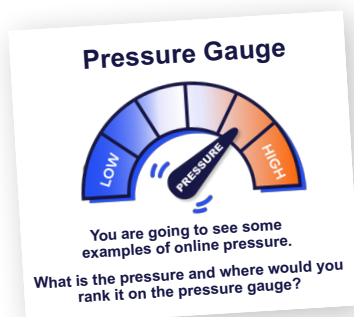 Pressure Gauge
LOW
PRESSURE
HIGH
You are going to see some
examples of online pressure.
What is the pressure and where would you
rank it on the pressure gauge?